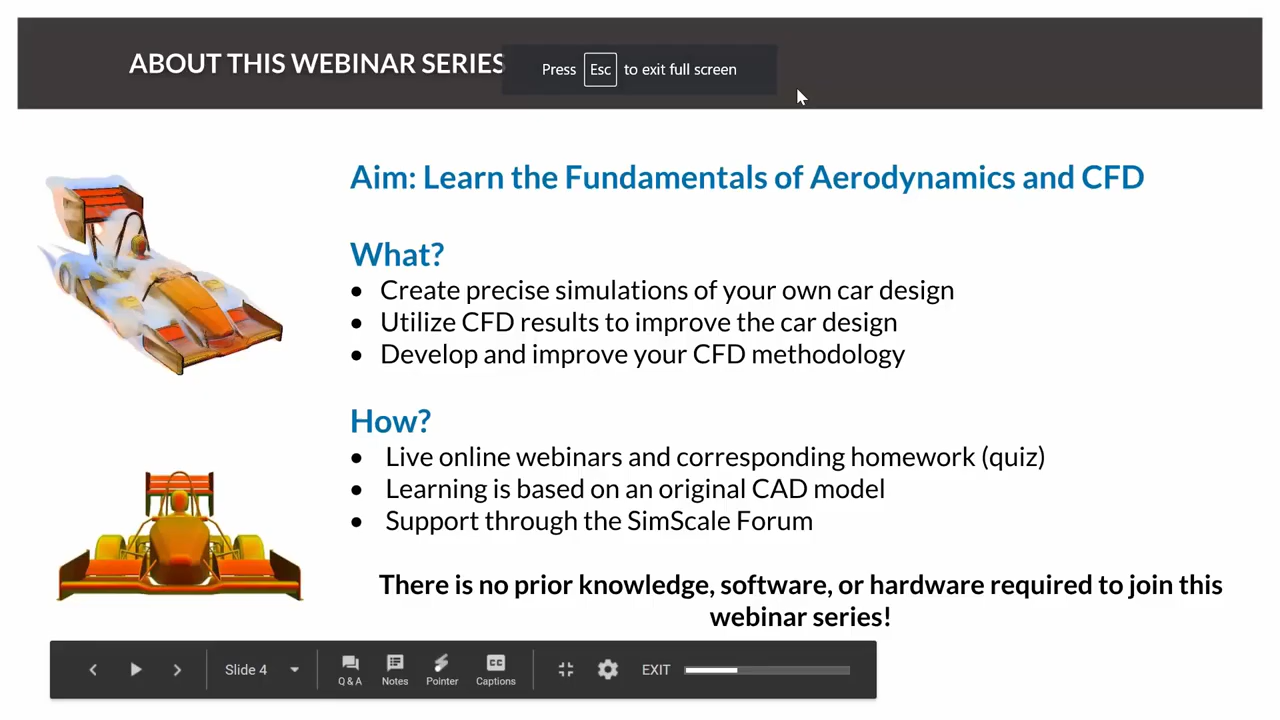 ABOUT THIS WEBINAR SERIES
Press Esc to exit full screen
Aim: Learn the Fundamentals of Aerodynamics and CFD
What?
• Create precise simulations of your own car design
• Utilize CFD results to improve the car design
• Develop and improve your CFD methodology
How?
• Live online webinars and corresponding homework (quiz)
• Learning is based on an original CAD model
• Support through the SimScale Forum
There is no prior knowledge, software, or hardware required to join this
webinar series!
Slide 4
Q & A
Notes
Pointer
CC
Captions
EXIT